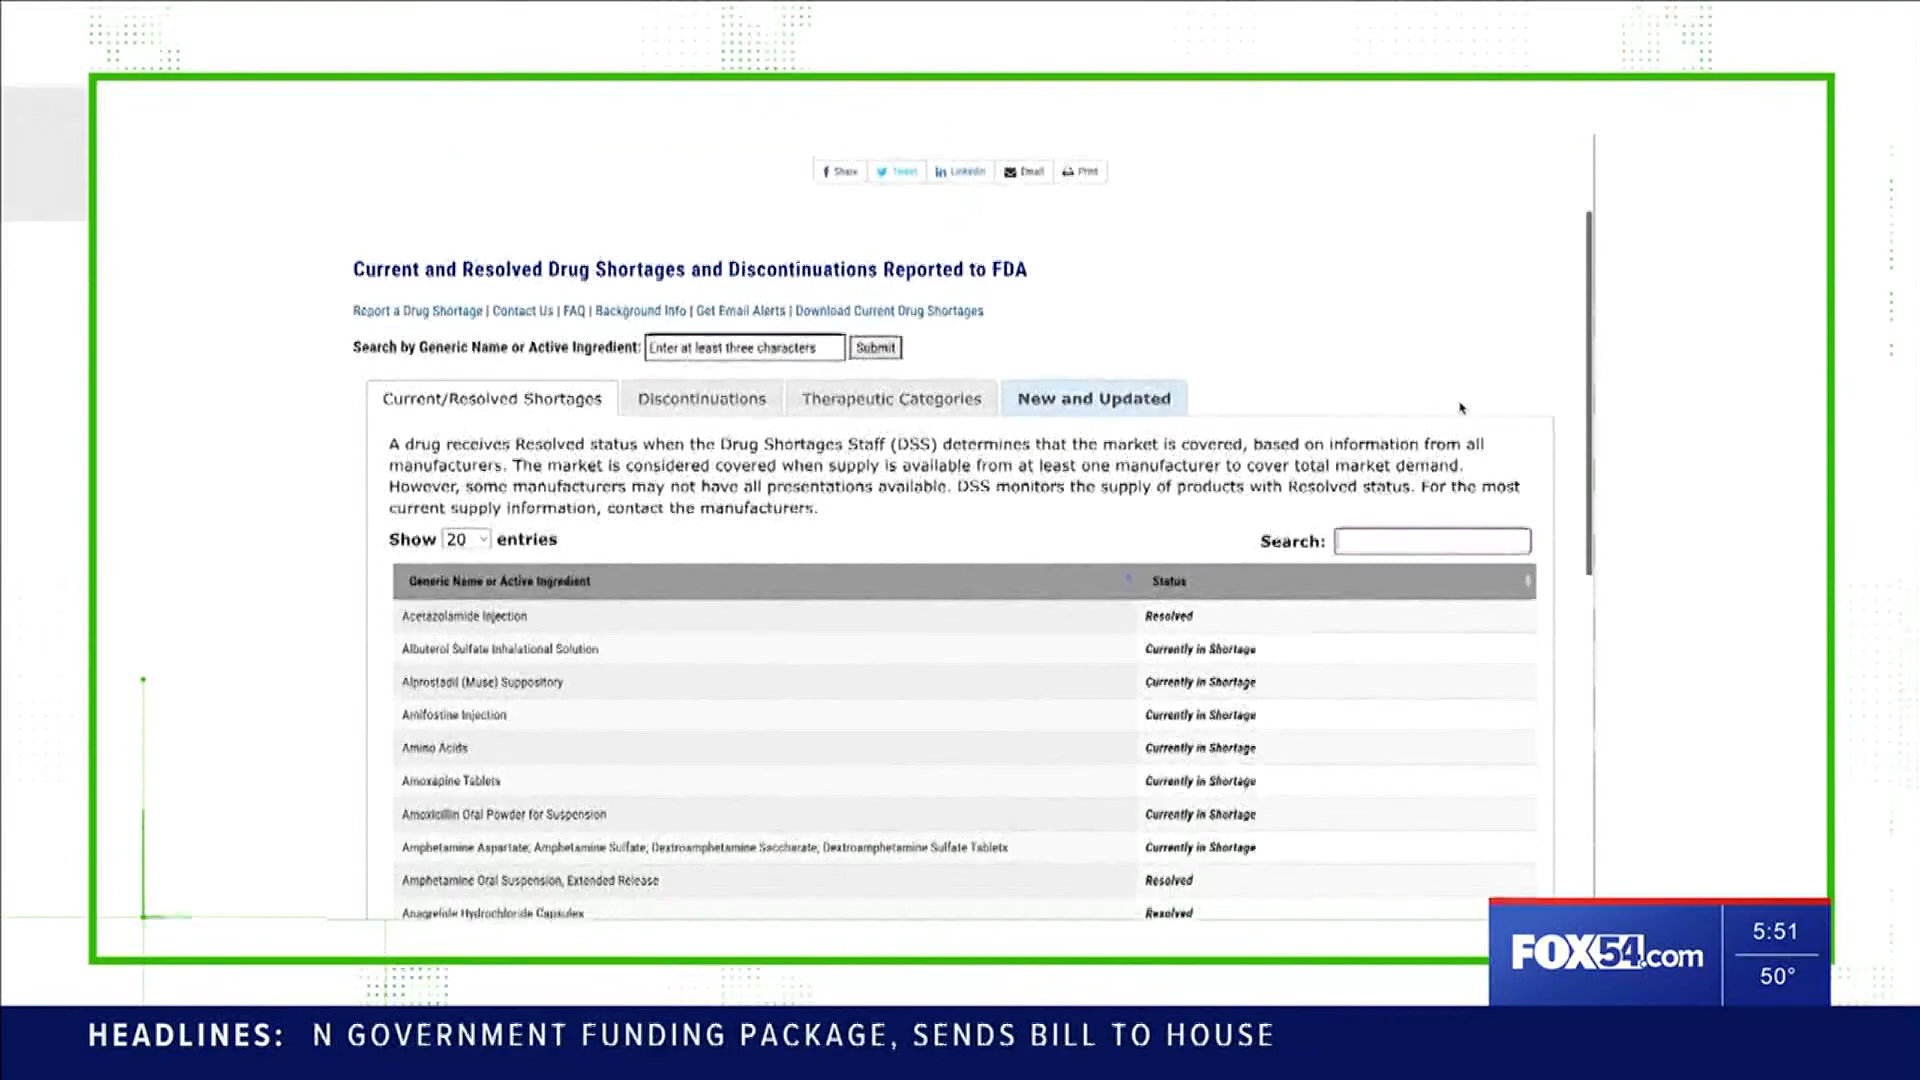 Share Tweet Linkedin Email Print
Current and Resolved Drug Shortages and Discontinuations Reported to FDA
Report a Drug Shortage | Contact Us | FAQ | Background Info | Get Email Alerts | Download Current Drug Shortages
Search by Generic Name or Active Ingredient: Enter at least three characters Submit
Current/Resolved Shortages Discontinuations Therapeutic Categories New and Updated
A drug receives Resolved status when the Drug Shortages Staff (DSS) determines that the market is covered, based on information from all
manufacturers. The market is considered covered when supply is available from at least one manufacturer to cover total market demand.
However, some manufacturers may not have all presentations available. DSS monitors the supply of products with Resolved status. For the most
current supply information, contact the manufacturers.
Show 20 entries Search:
Generic Name or Active Ingredient Status
Acetazolamide Injection Resolved
Albuterol Sulfate Inhalational Solution Currently in Shortage
Alprostadil (Muse) Suppository Currently in Shortage
Amifostine Injection Currently in Shortage
Amino Acids Currently in Shortage
Amoxapine Tablets Currently in Shortage
Amoxicillin Oral Powder for Suspension Currently in Shortage
Amphetamine Aspartate; Amphetamine Sulfate; Dextroamphetamine Saccharate; Dextroamphetamine Sulfate Tablets Currently in Shortage
Amphetamine Oral Suspension, Extended Release Resolved
Anagrelide Hydrochloride Capsules Resolved
FOX54.com
5:51
50°
HEADLINES: N GOVERNMENT FUNDING PACKAGE, SENDS BILL TO HOUSE